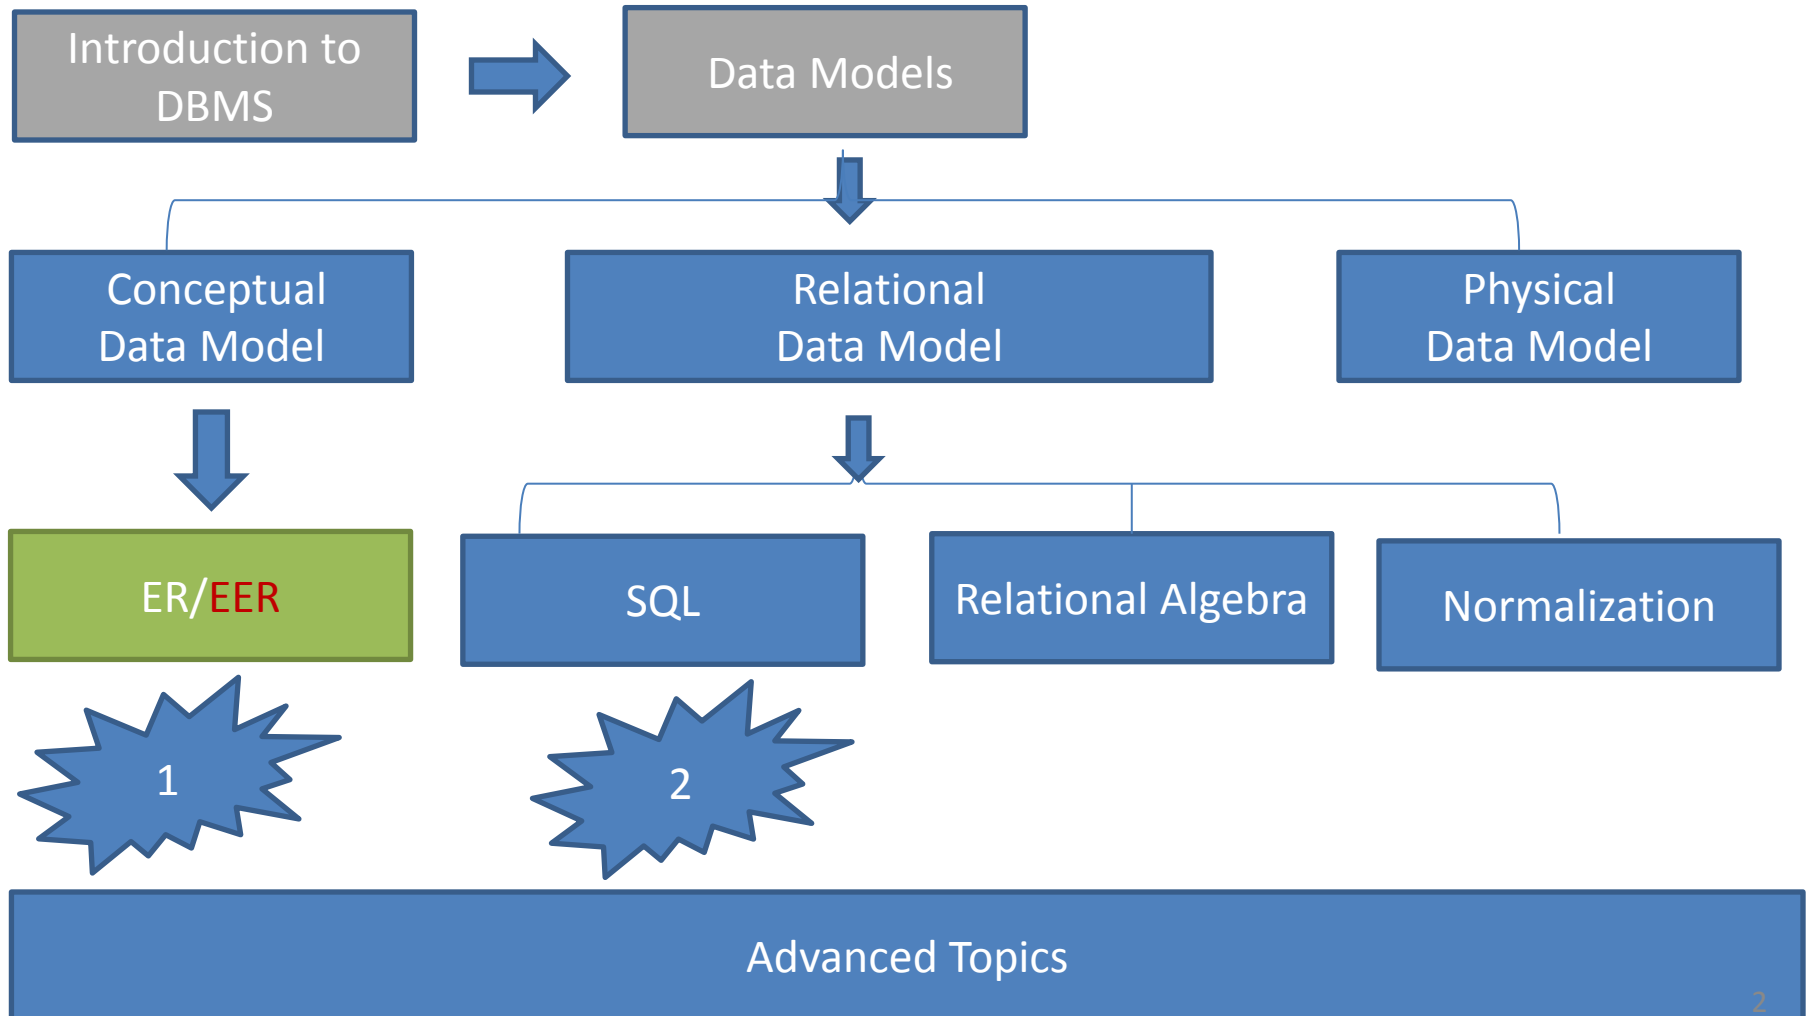 Introduction to
DBMS
Data Models
Conceptual
Data Model
Relational
Data Model
Physical
Data Model
ER/EER
SQL
Relational Algebra
Normalization
1
2
Advanced Topics
2